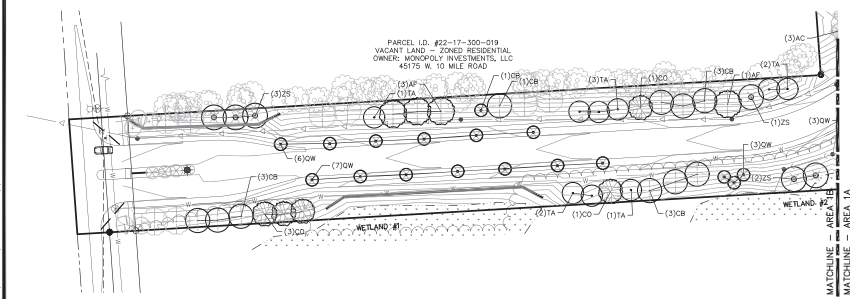 PARCEL I.D. #22-17-300-019
VACANT LAND - ZONED RESIDENTIAL
OWNER: MONOPOLY INVESTMENTS, LLC
45175 W. 10 MILE ROAD
(3)AC
(2)TA
(3)ZS
(3)AF
(1)TA
(1)CB
(1)CB
(3)TA
(1)CO
(3)CB
(1)AF
(1)ZS
(3)QW
(6)QW
(7)QW
(3)QW
(2)ZS
(3)CB
(3)CO
(2)TA
(1)CO
(1)TA
(3)CB
WETLAND #1
WETLAND #2
MATCHLINE - AREA 1B
MATCHLINE - AREA 1A